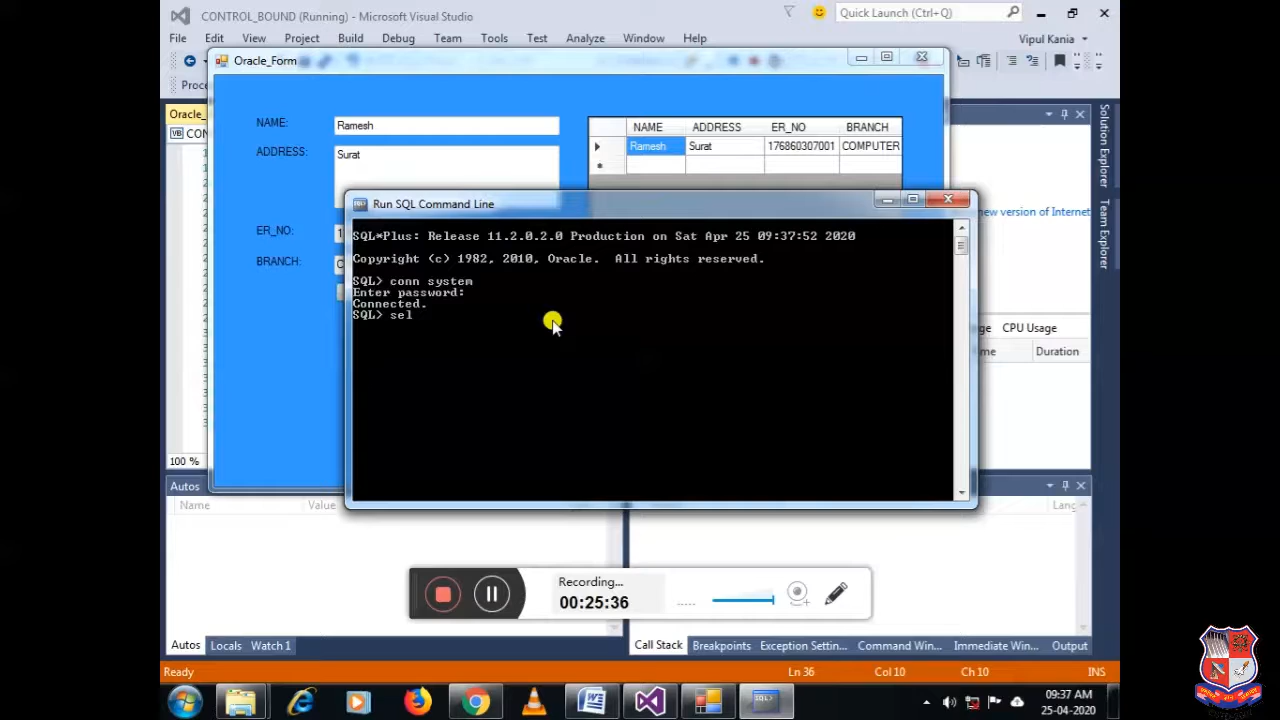 CONTROL_BOUND (Running) - Microsoft Visual Studio
Quick Launch (Ctrl+Q)
File Edit View Project Build Debug Team Tools Test Analyze Window Help
Vipul Kania
Oracle_Form
Proce
Oracle_
CON
NAME:
Ramesh
ADDRESS:
Surat
ER_NO:
BRANCH:
NAME ADDRESS ER_NO BRANCH
Ramesh Surat 176860307001 COMPUTER
Solution Explorer
Team Explorer
new version of Internet
Run SQL Command Line
SQL*Plus: Release 11.2.0.2.0 Production on Sat Apr 25 09:37:52 2020
Copyright (c) 1982, 2010, Oracle.  All rights reserved.
SQL> conn system
Enter password:
Connected.
SQL> sel
CPU Usage
Duration
100 %
Autos
Name Value
Lang
Recording...
00:25:36
Autos Locals Watch 1
Call Stack Breakpoints Exception Settin... Command Win... Immediate Win... Output
Ready
Ln 36 Col 10 Ch 10 INS
09:37 AM
25-04-2020